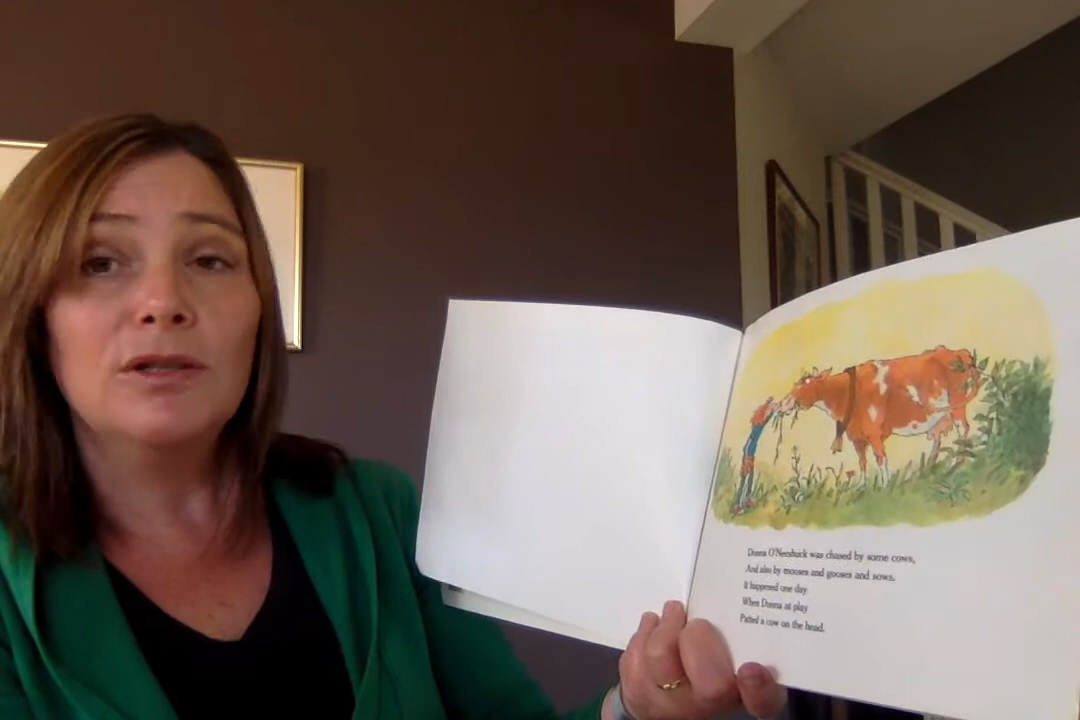 Donna O'Neeshuck was chased by some cows,
And also by mooses and gooses and sows.
It happened one day
When Donna at play
Patted a cow on the head.